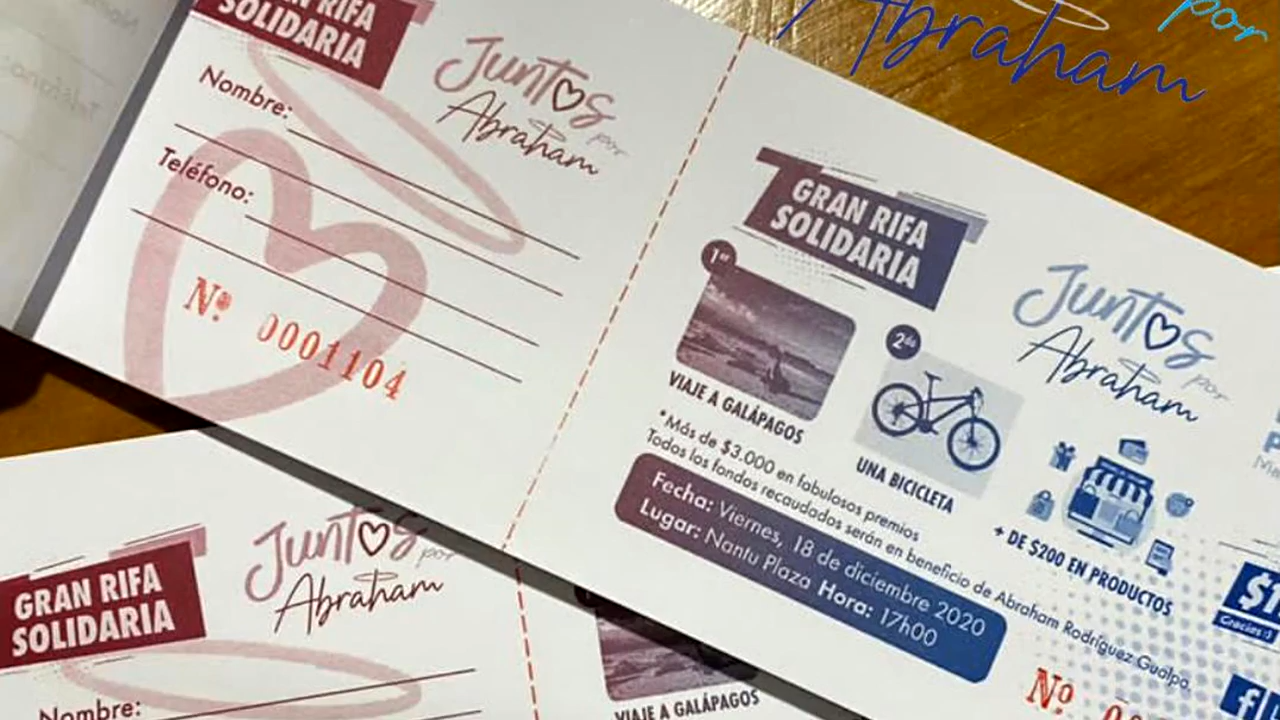 GRAN RIFA
SOLIDARIA
Juntos
por
Abraham
Nombre:
Teléfono:
Nº 0001104
por
Abraham
GRAN RIFA
SOLIDARIA
Juntos
por
Abraham
1er
VIAJE A GALÁPAGOS
2do
UNA BICICLETA
+ DE $200 EN PRODUCTOS
*Más de $3.000 en fabulosos premios
Todos los fondos recaudados serán en beneficio de Abraham Rodríguez Gualpa.
Fecha: Viernes, 18 de diciembre 2020
Lugar: Nantu Plaza Hora: 17h00
Gracias :)
Nº
GRAN RIFA
SOLIDARIA
Juntos
por
Abraham
Nombre:
VIAJE A GALÁPAGOS